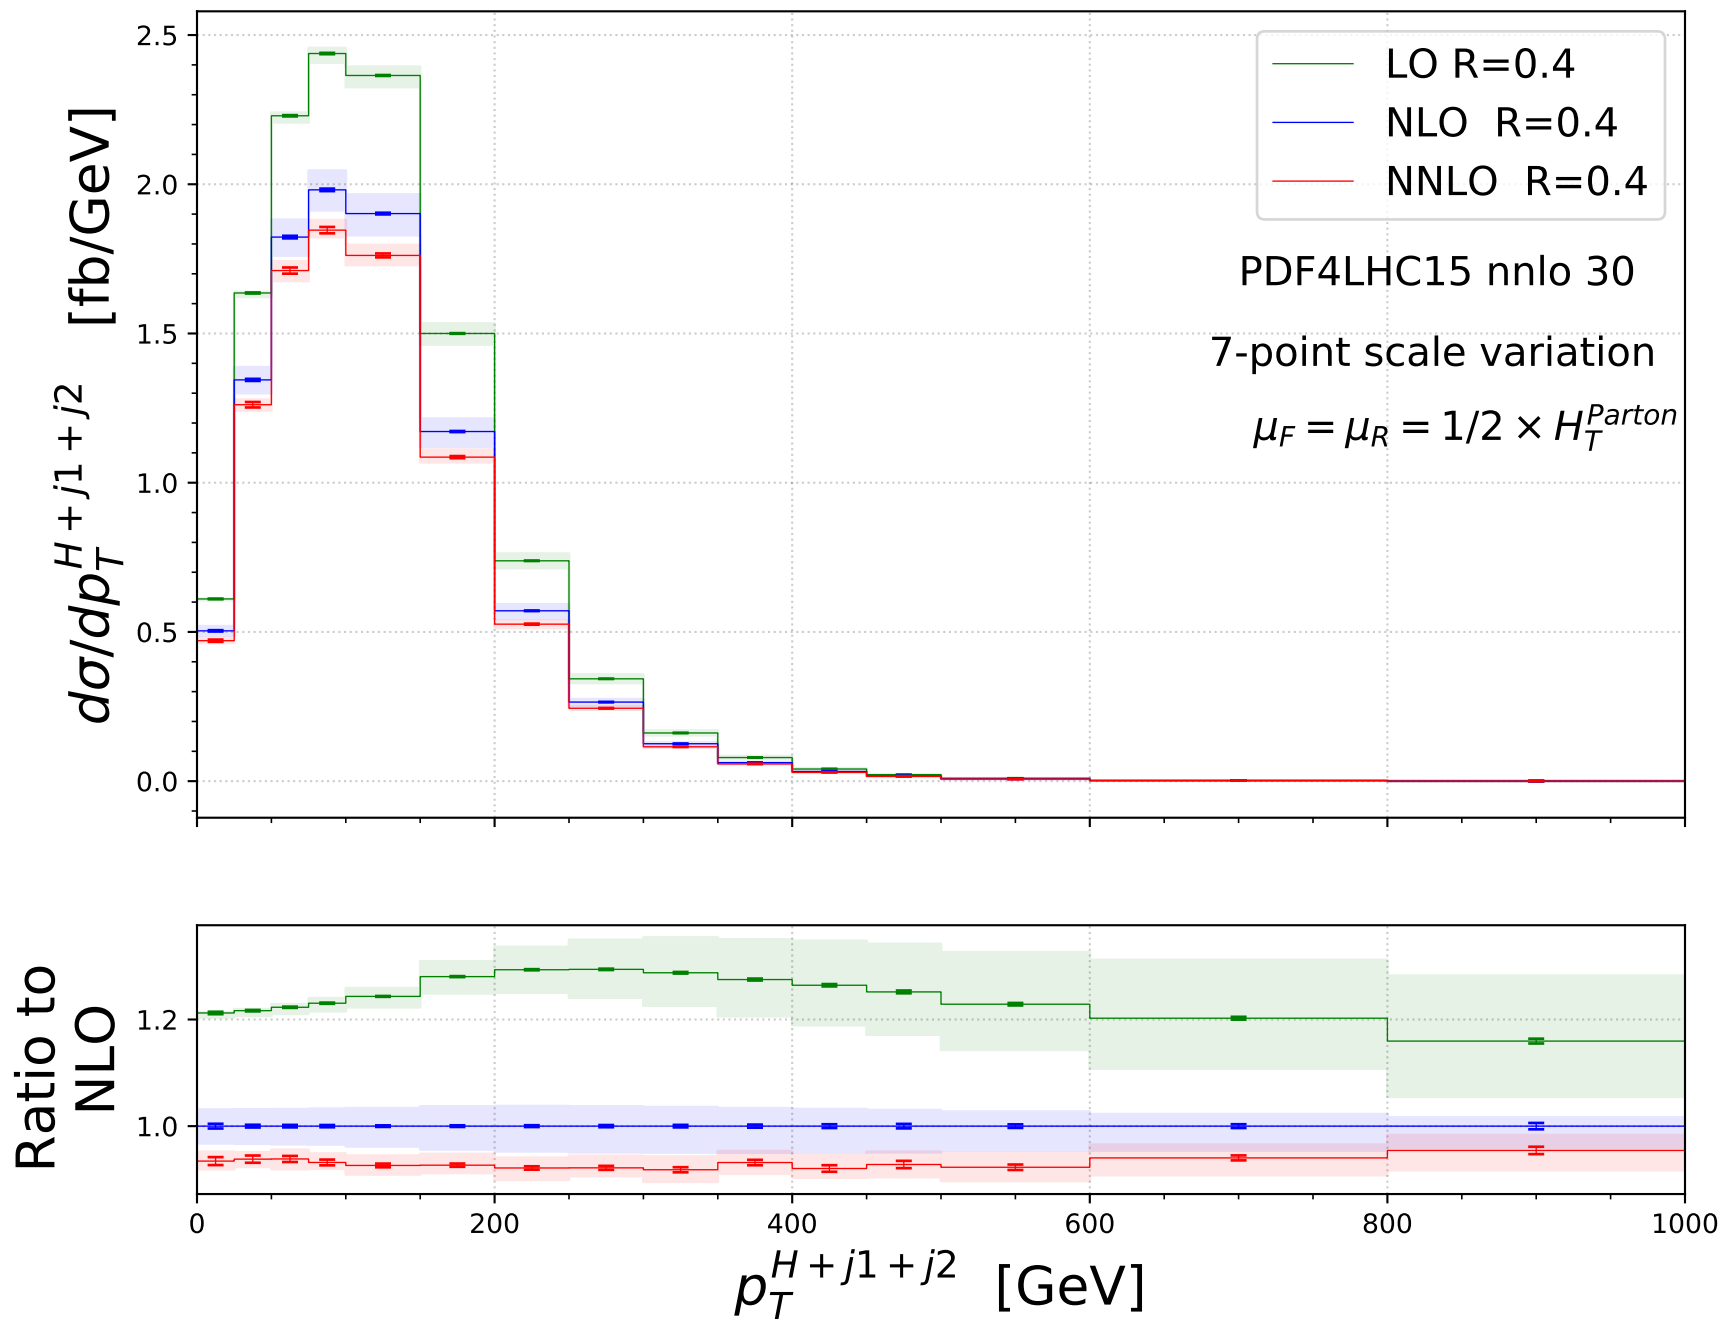 2.5
2.0
1.5
1.0
0.5
0.0
dσ/dp_T^{H+j1+j2} [fb/GeV]
LO R=0.4
NLO R=0.4
NNLO R=0.4
PDF4LHC15 nnlo 30
7-point scale variation
μ_F = μ_R = 1/2 × H_T^{Parton}
Ratio to
NLO
1.2
1.0
0 200 400 600 800 1000
p_T^{H+j1+j2} [GeV]